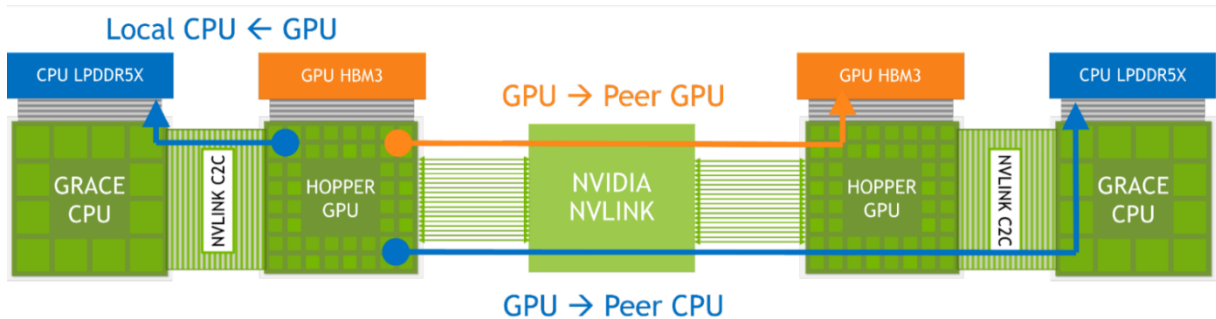 Local CPU ← GPU
CPU LPDDR5X
GPU HBM3
GPU HBM3
CPU LPDDR5X
GPU → Peer GPU
GRACE
CPU
NVLINK C2C
HOPPER
GPU
NVIDIA
NVLINK
HOPPER
GPU
NVLINK C2C
GRACE
CPU
GPU → Peer CPU